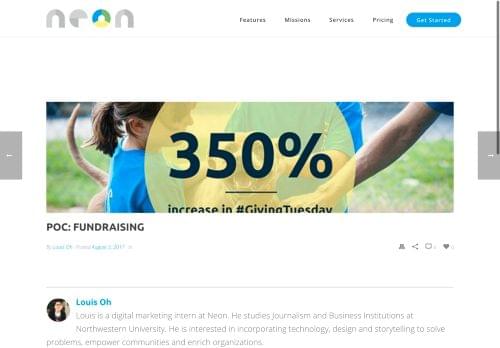 neon
Features Missions Services Pricing Get Started
350%
increase in #GivingTuesday
POC: FUNDRAISING
By Louis Oh Posted August 3, 2017 In
0 0
Louis Oh
Louis is a digital marketing intern at Neon. He studies Journalism and Business Institutions at
Northwestern University. He is interested in incorporating technology, design and storytelling to solve
problems, empower communities and enrich organizations.